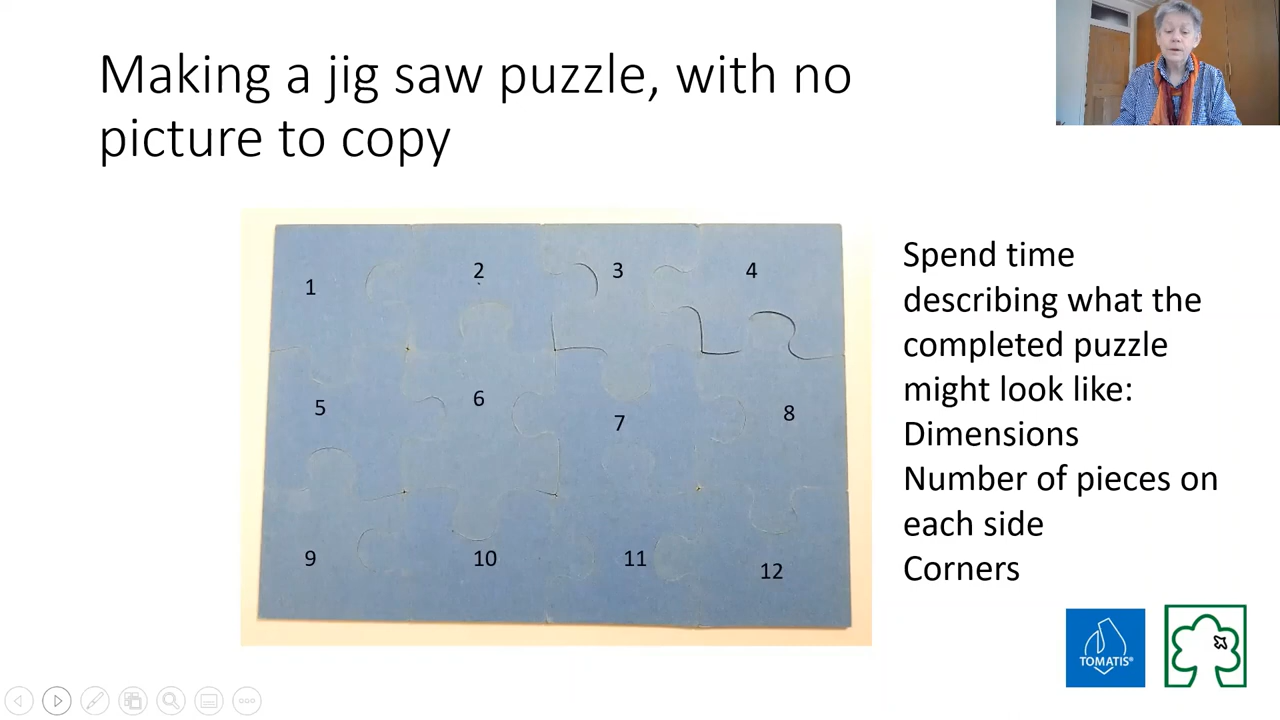 Making a jig saw puzzle, with no
picture to copy
1
2
3
4
5
6
7
8
9
10
11
12
Spend time
describing what the
completed puzzle
might look like:
Dimensions
Number of pieces on
each side
Corners
TOMATIS®